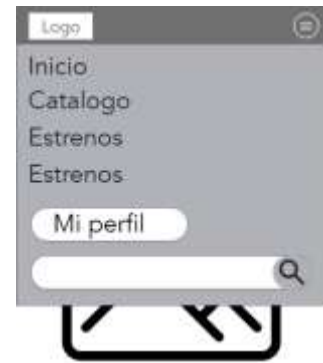 Logo
Inicio
Catalogo
Estrenos
Estrenos
Mi perfil